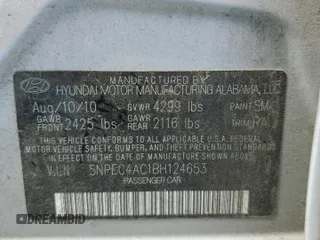 MANUFACTURED BY
HYUNDAI MOTOR MANUFACTURING ALABAMA, LLC
Aug/10/10 GVWR 4299 lbs PAINT SM
GAWR FRONT 2425 lbs GAWR REAR 2116 lbs TRIM
THIS VEHICLE CONFORMS TO ALL APPLICABLE U.S. FEDERAL
MOTOR VEHICLE SAFETY, BUMPER, AND THEFT PREVENTION
STANDARDS IN EFFECT ON THE DATE OF MANUFACTURE SHOWN ABOVE.
V.I.N 5NPEC4AC1BH124653
PASSENGER CAR
AUTOBIDMASTER